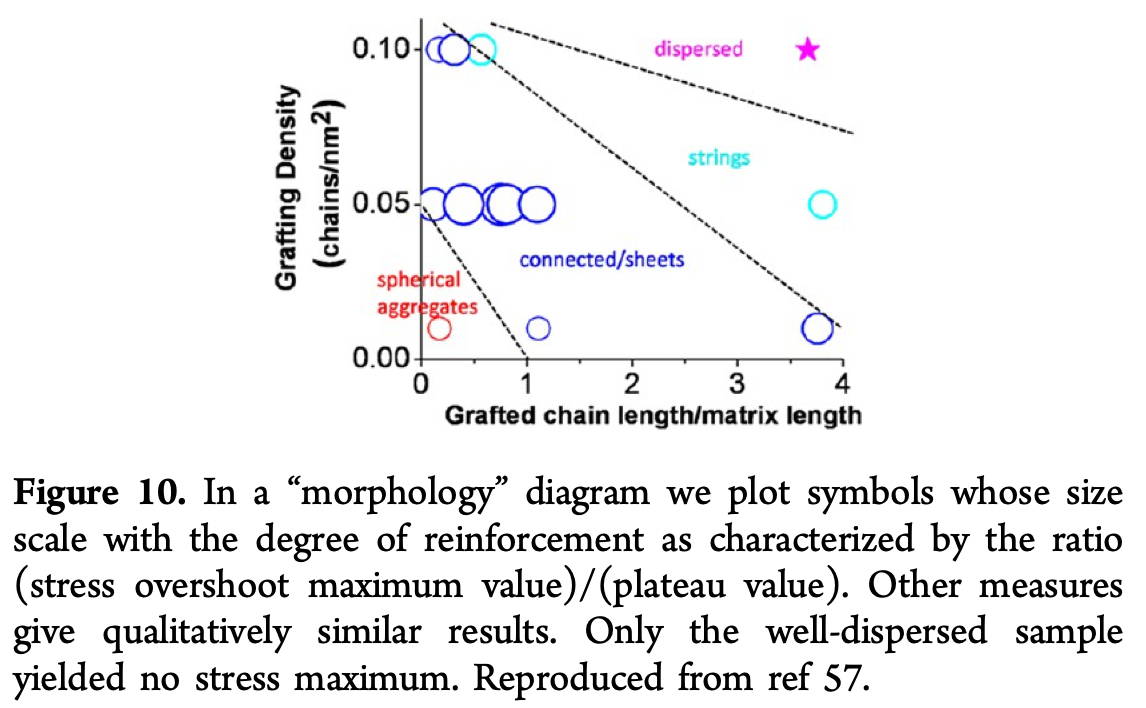 0.10
dispersed
Grafting Density
(chains/nm²)
strings
0.05
connected/sheets
spherical
aggregates
0.00
0 1 2 3 4
Grafted chain length/matrix length
Figure 10. In a “morphology” diagram we plot symbols whose size
scale with the degree of reinforcement as characterized by the ratio
(stress overshoot maximum value)/(plateau value). Other measures
give qualitatively similar results. Only the well-dispersed sample
yielded no stress maximum. Reproduced from ref 57.